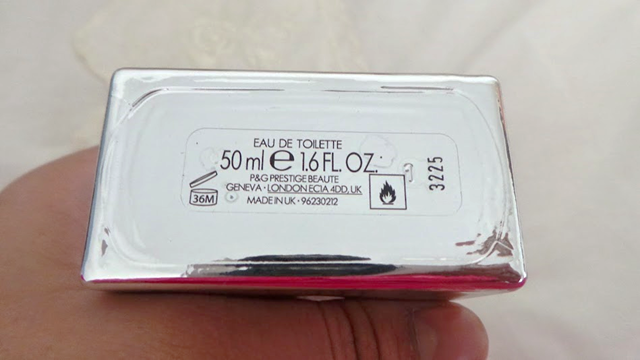 EAU DE TOILETTE
50 ml e 1.6 FL. OZ.
P&G PRESTIGE BEAUTE
GENEVA · LONDON EC1A 4DD, UK
MADE IN UK · 96230212
36M
3225